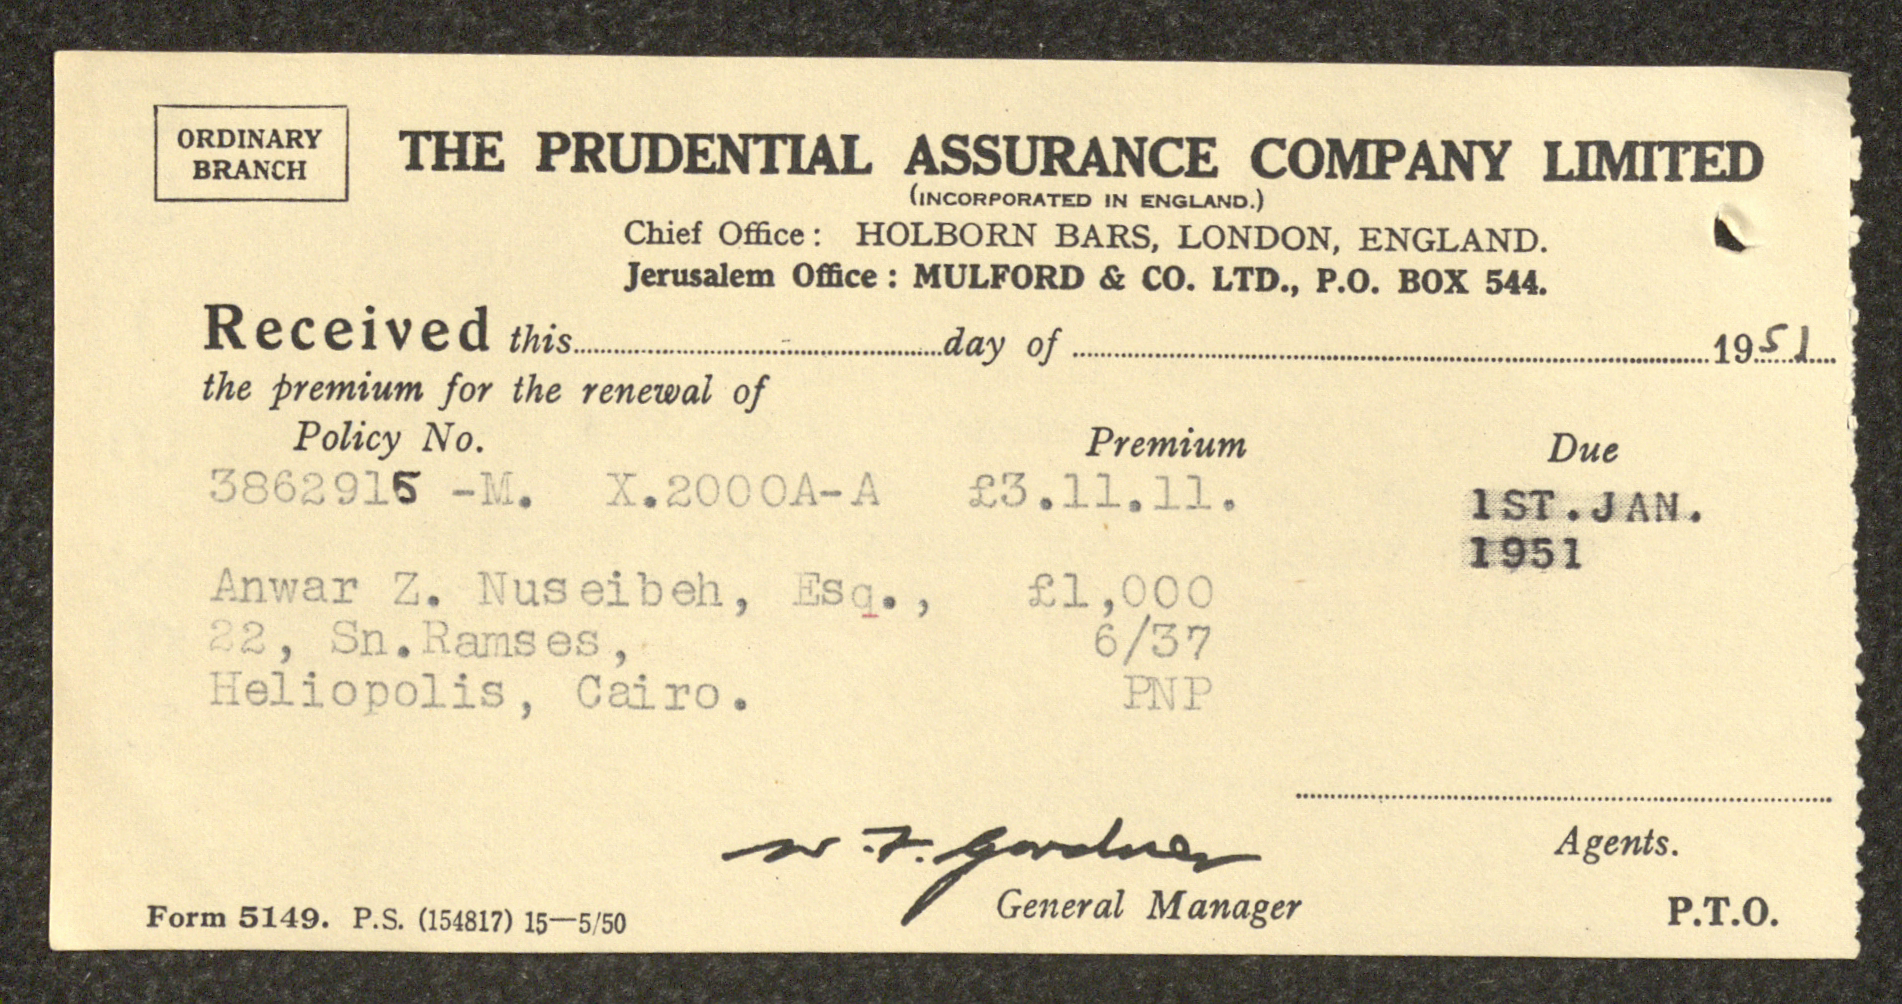 ORDINARY
BRANCH
THE PRUDENTIAL ASSURANCE COMPANY LIMITED
(INCORPORATED IN ENGLAND.)
Chief Office: HOLBORN BARS, LONDON, ENGLAND.
Jerusalem Office: MULFORD & CO. LTD., P.O. BOX 544.
Received this..........day of ..........1951
the premium for the renewal of
Policy No. Premium Due
3862915 -M. X.2000A-A £3.11.11. 1ST.JAN.
1951
Anwar Z. Nuseibeh, Esq., £1,000
22, Sn.Ramses, 6/37
Heliopolis, Cairo. PNP
W.F. Gardner
General Manager
Agents.
Form 5149. P.S. (154817) 15—5/50
P.T.O.